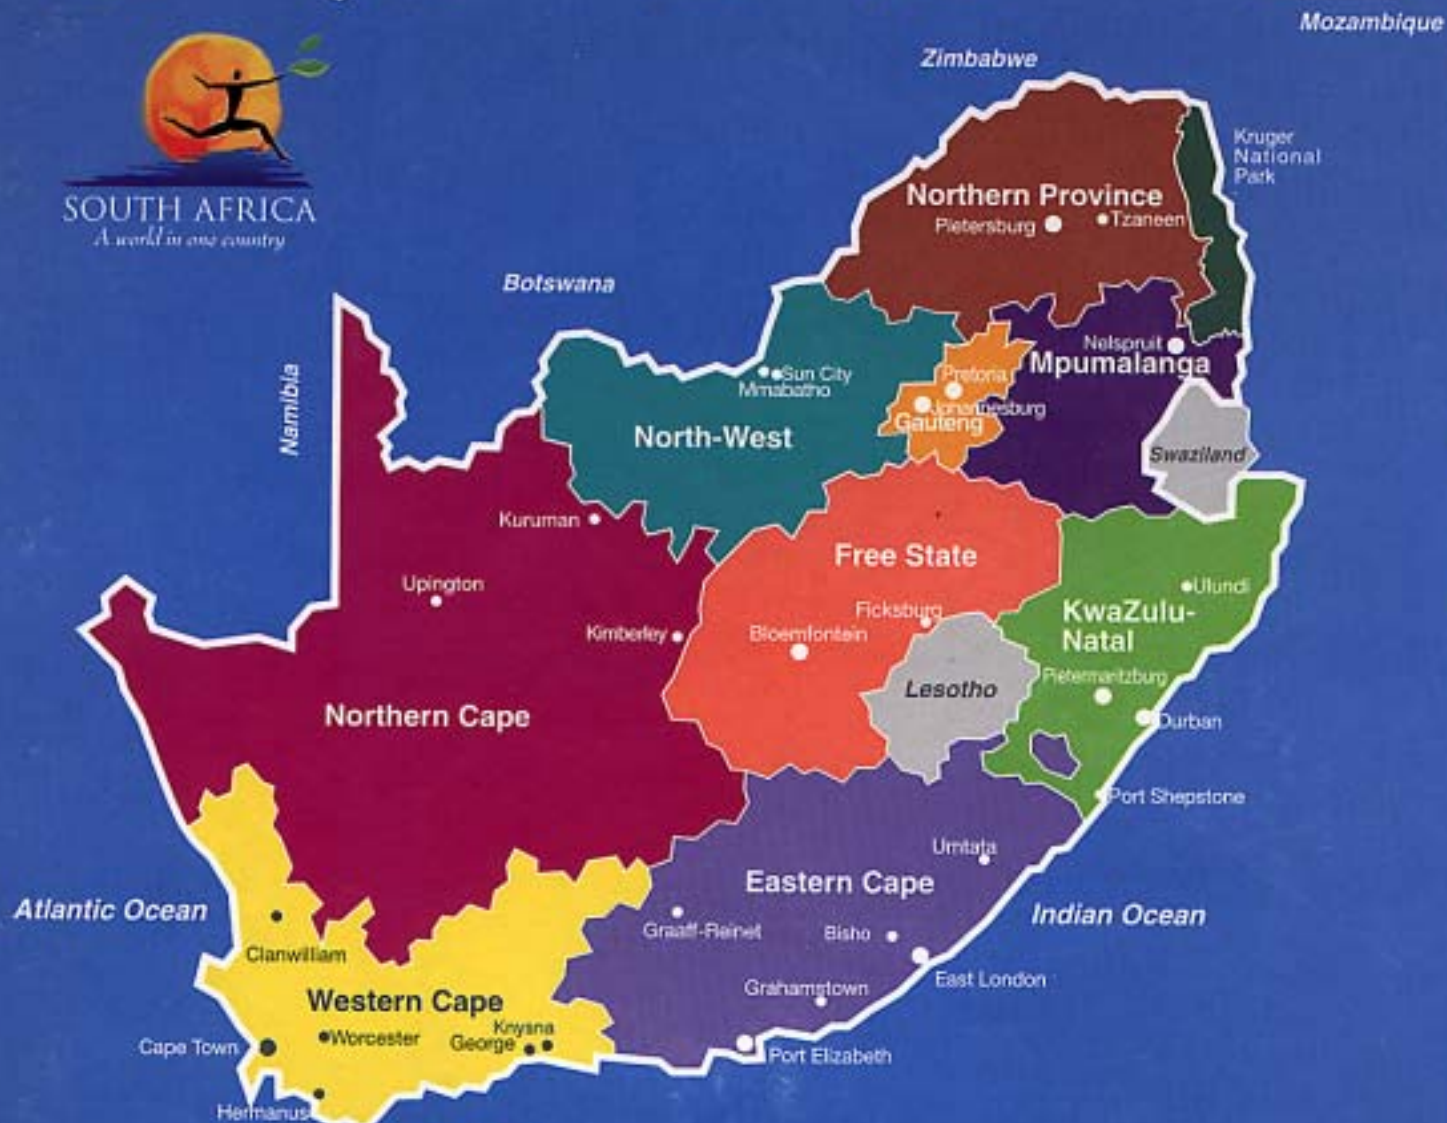 Mozambique
Zimbabwe
Kruger
National
Park
SOUTH AFRICA
A world in one country
Northern Province
Pietersburg
Tzaneen
Botswana
Namibia
Nelspruit
Mpumalanga
Sun City
Mmabatho
Pretoria
Johannesburg
Gauteng
North-West
Swaziland
Kuruman
Free State
Upington
Ulundi
Ficksburg
KwaZulu-
Natal
Kimberley
Bloemfontein
Pietermaritzburg
Lesotho
Northern Cape
Durban
Port Shepstone
Umtata
Eastern Cape
Atlantic Ocean
Indian Ocean
Graaff-Reinet
Bisho
Clanwilliam
East London
Grahamstown
Western Cape
Knysna
Worcester
George
Cape Town
Port Elizabeth
Hermanus